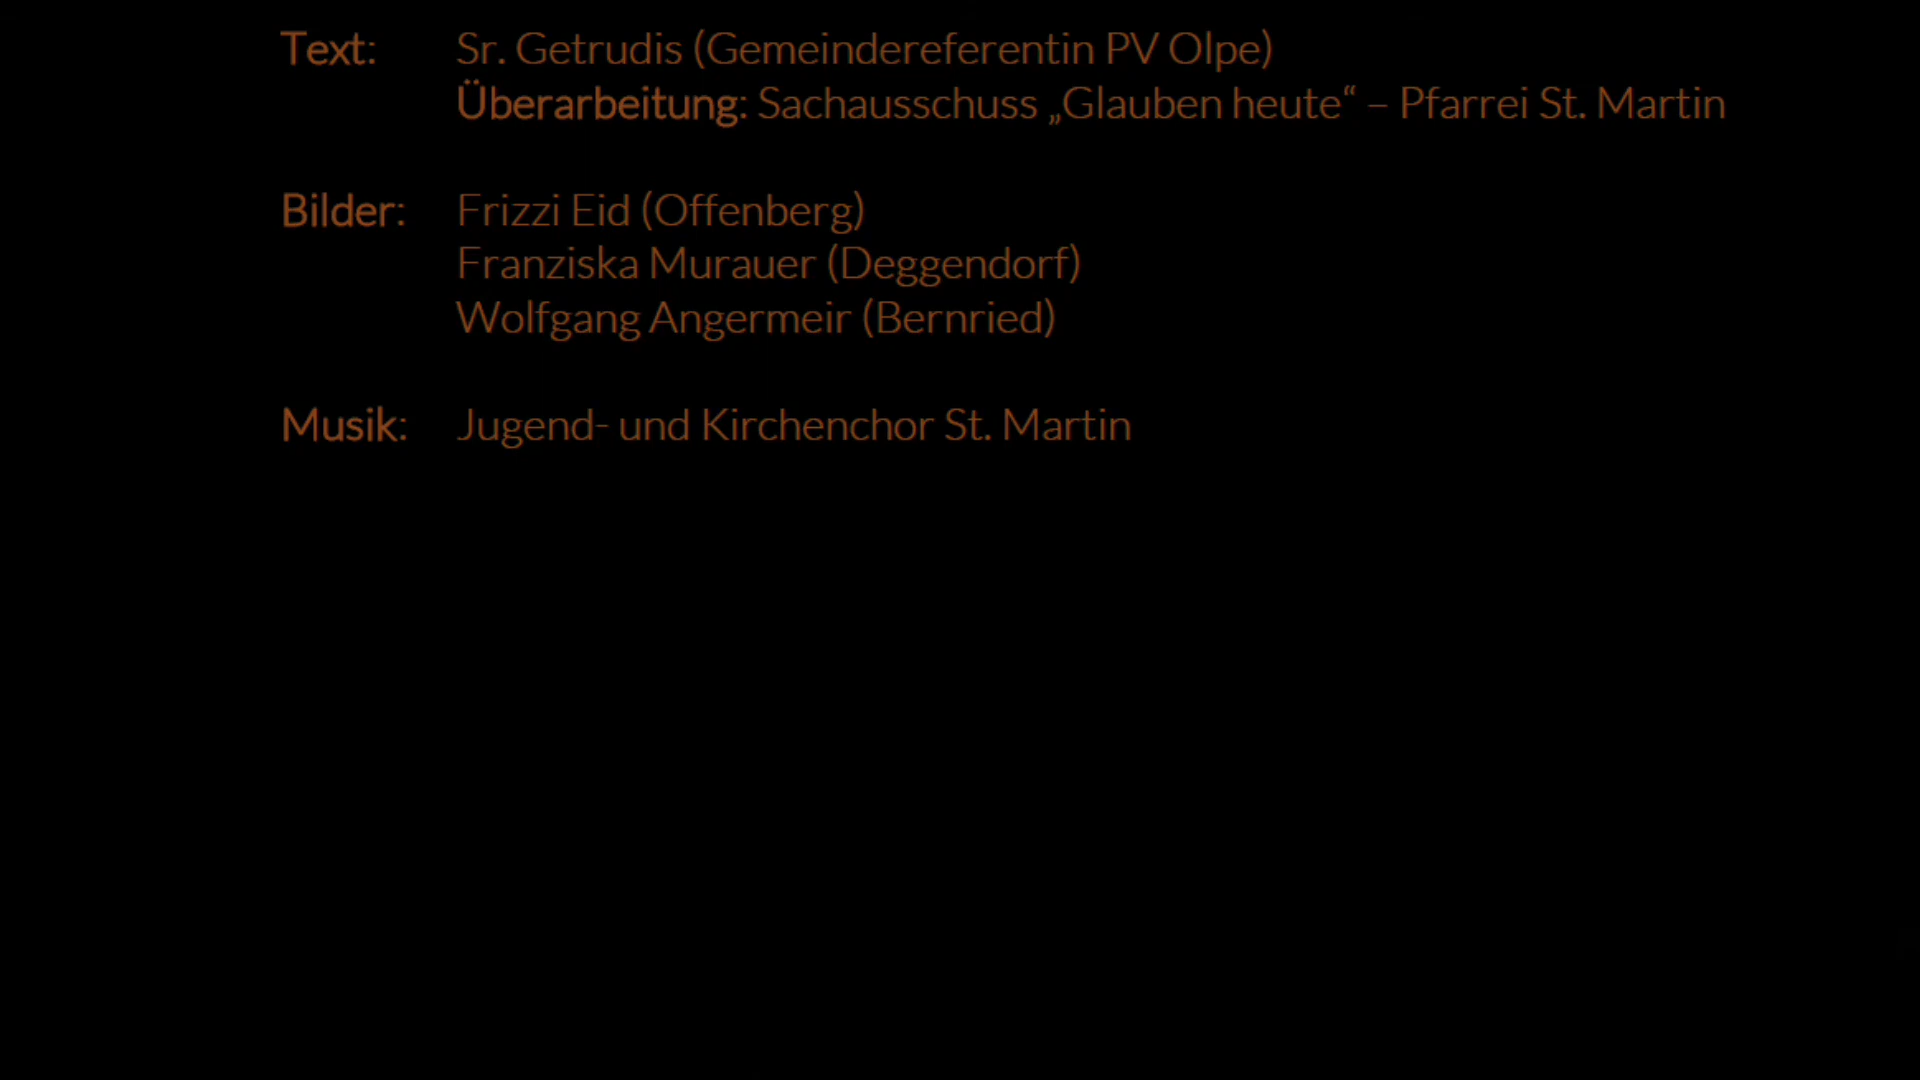 Text: Sr. Getrudis (Gemeindereferentin PV Olpe)
Überarbeitung: Sachausschuss „Glauben heute“ – Pfarrei St. Martin
Bilder: Frizzi Eid (Offenberg)
Franziska Murauer (Deggendorf)
Wolfgang Angermeir (Bernried)
Musik: Jugend- und Kirchenchor St. Martin